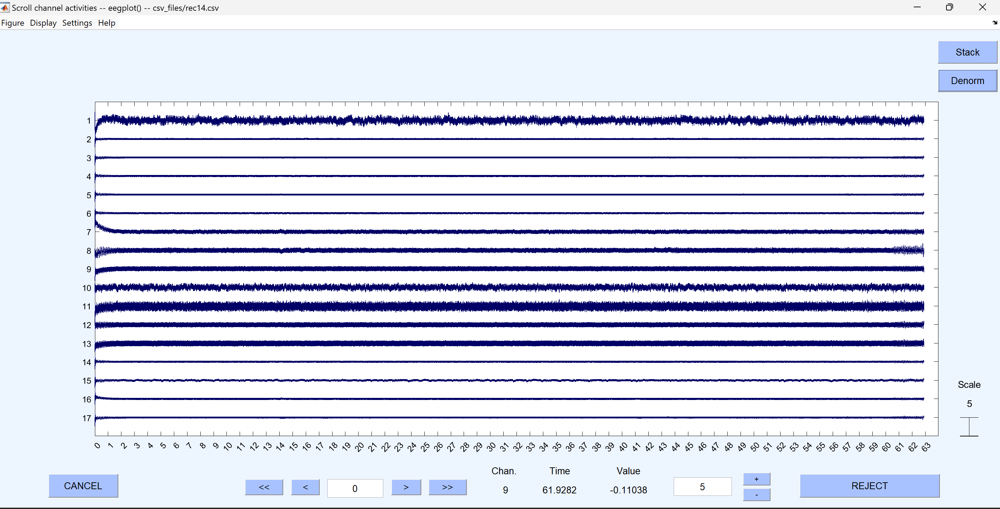 Scroll channel activities -- eegplot() -- csv_files/rec14.csv
Figure Display Settings Help
Stack
Denorm
1
2
3
4
5
6
7
8
9
10
11
12
13
14
15
16
17
Scale
5
0 1 2 3 4 5 6 7 8 9 10 11 12 13 14 15 16 17 18 19 20 21 22 23 24 25 26 27 28 29 30 31 32 33 34 35 36 37 38 39 40 41 42 43 44 45 46 47 48 49 50 51 52 53 54 55 56 57 58 59 60 61 62 63
Chan. Time Value
CANCEL << < 0 > >> 9 61.9282 -0.11038 5 + - REJECT